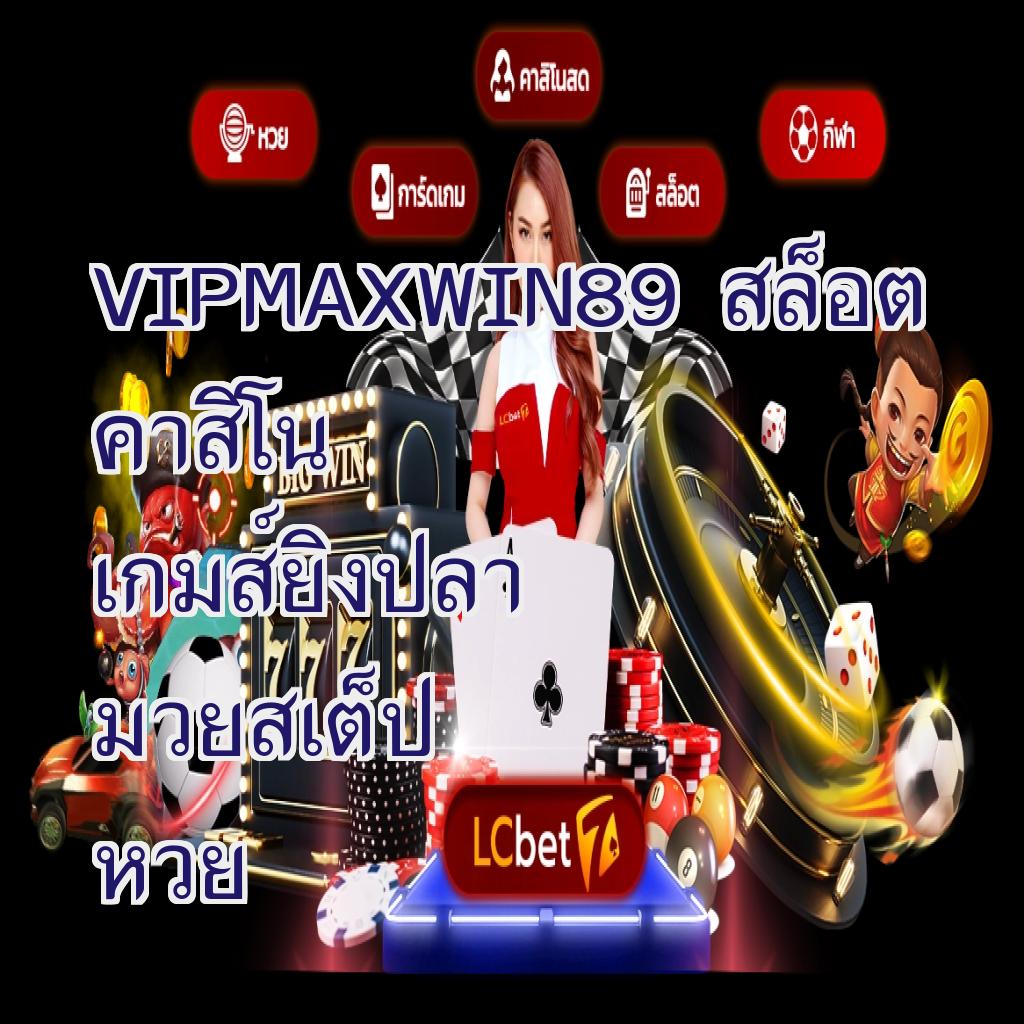 คาสิโนสด
หวย
กีฬา
การ์ดเกม
สล็อต
VIPMAXWIN89 สล็อต
คาสิโน
LCbet
BIG WIN
เกมส์ยิงปลา
777
มวยสเต็ป
LCbet
หวย